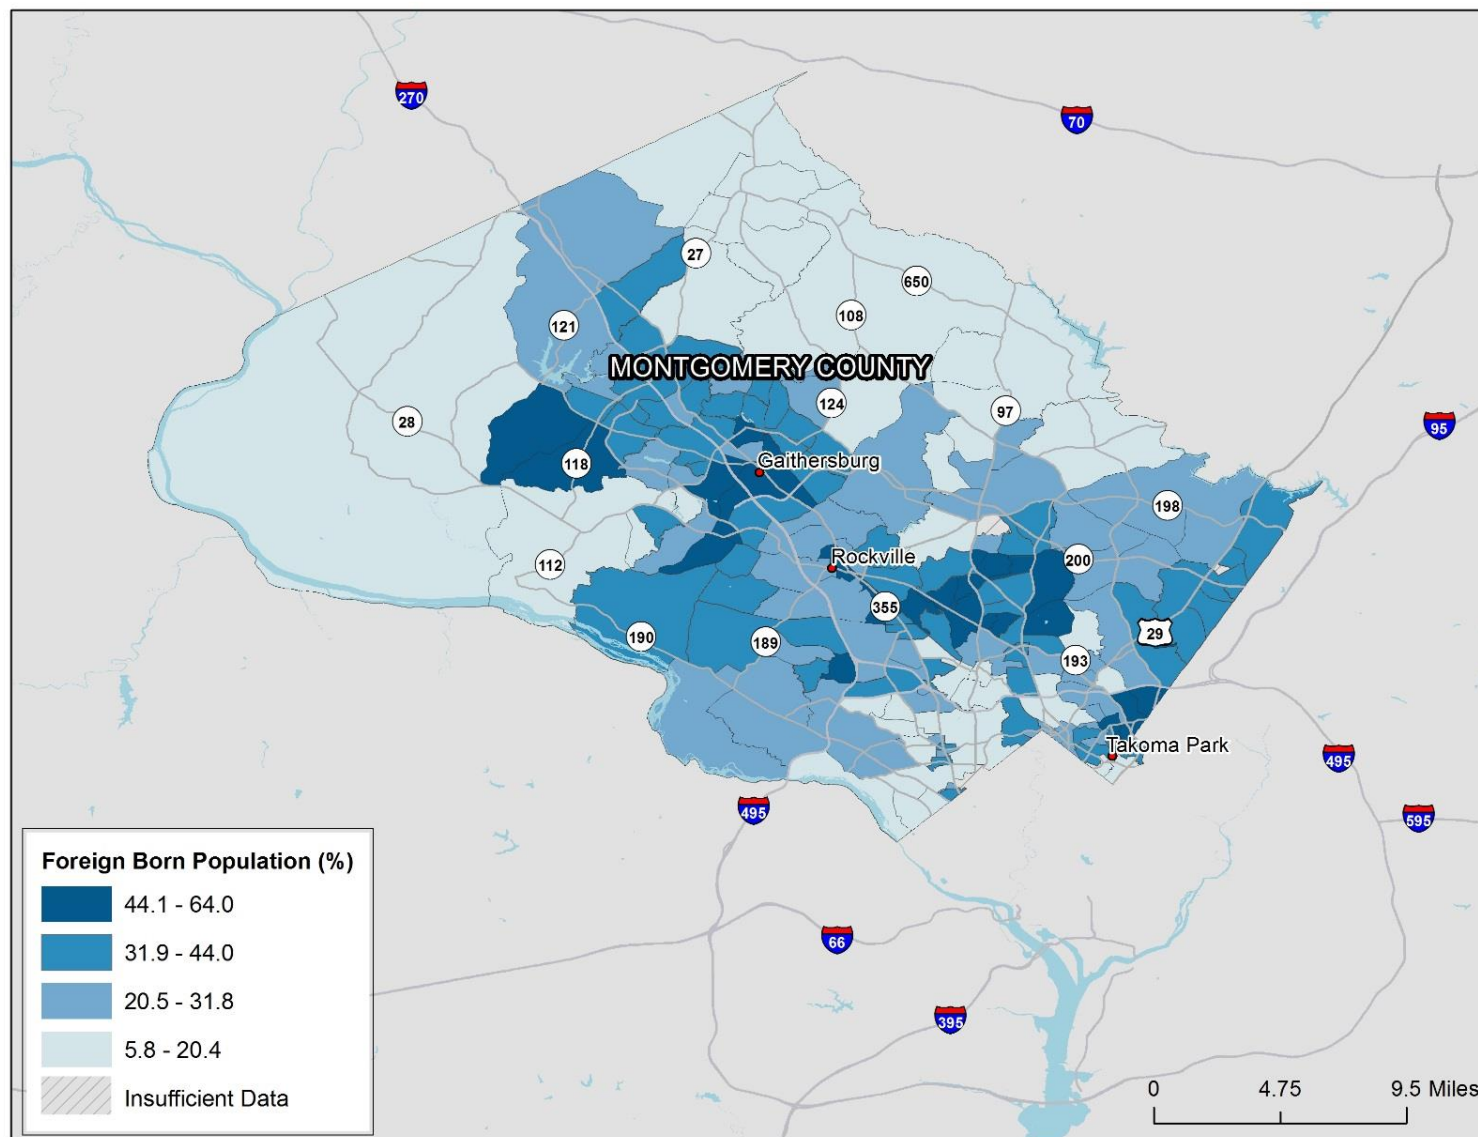 270
70
27
650
121
108
MONTGOMERY COUNTY
124
97
28
95
118
Gaithersburg
198
Rockville
200
112
355
190
189
29
193
Takoma Park
495
495
595
66
395
Foreign Born Population (%)
44.1 - 64.0
31.9 - 44.0
20.5 - 31.8
5.8 - 20.4
Insufficient Data
0 4.75 9.5 Miles